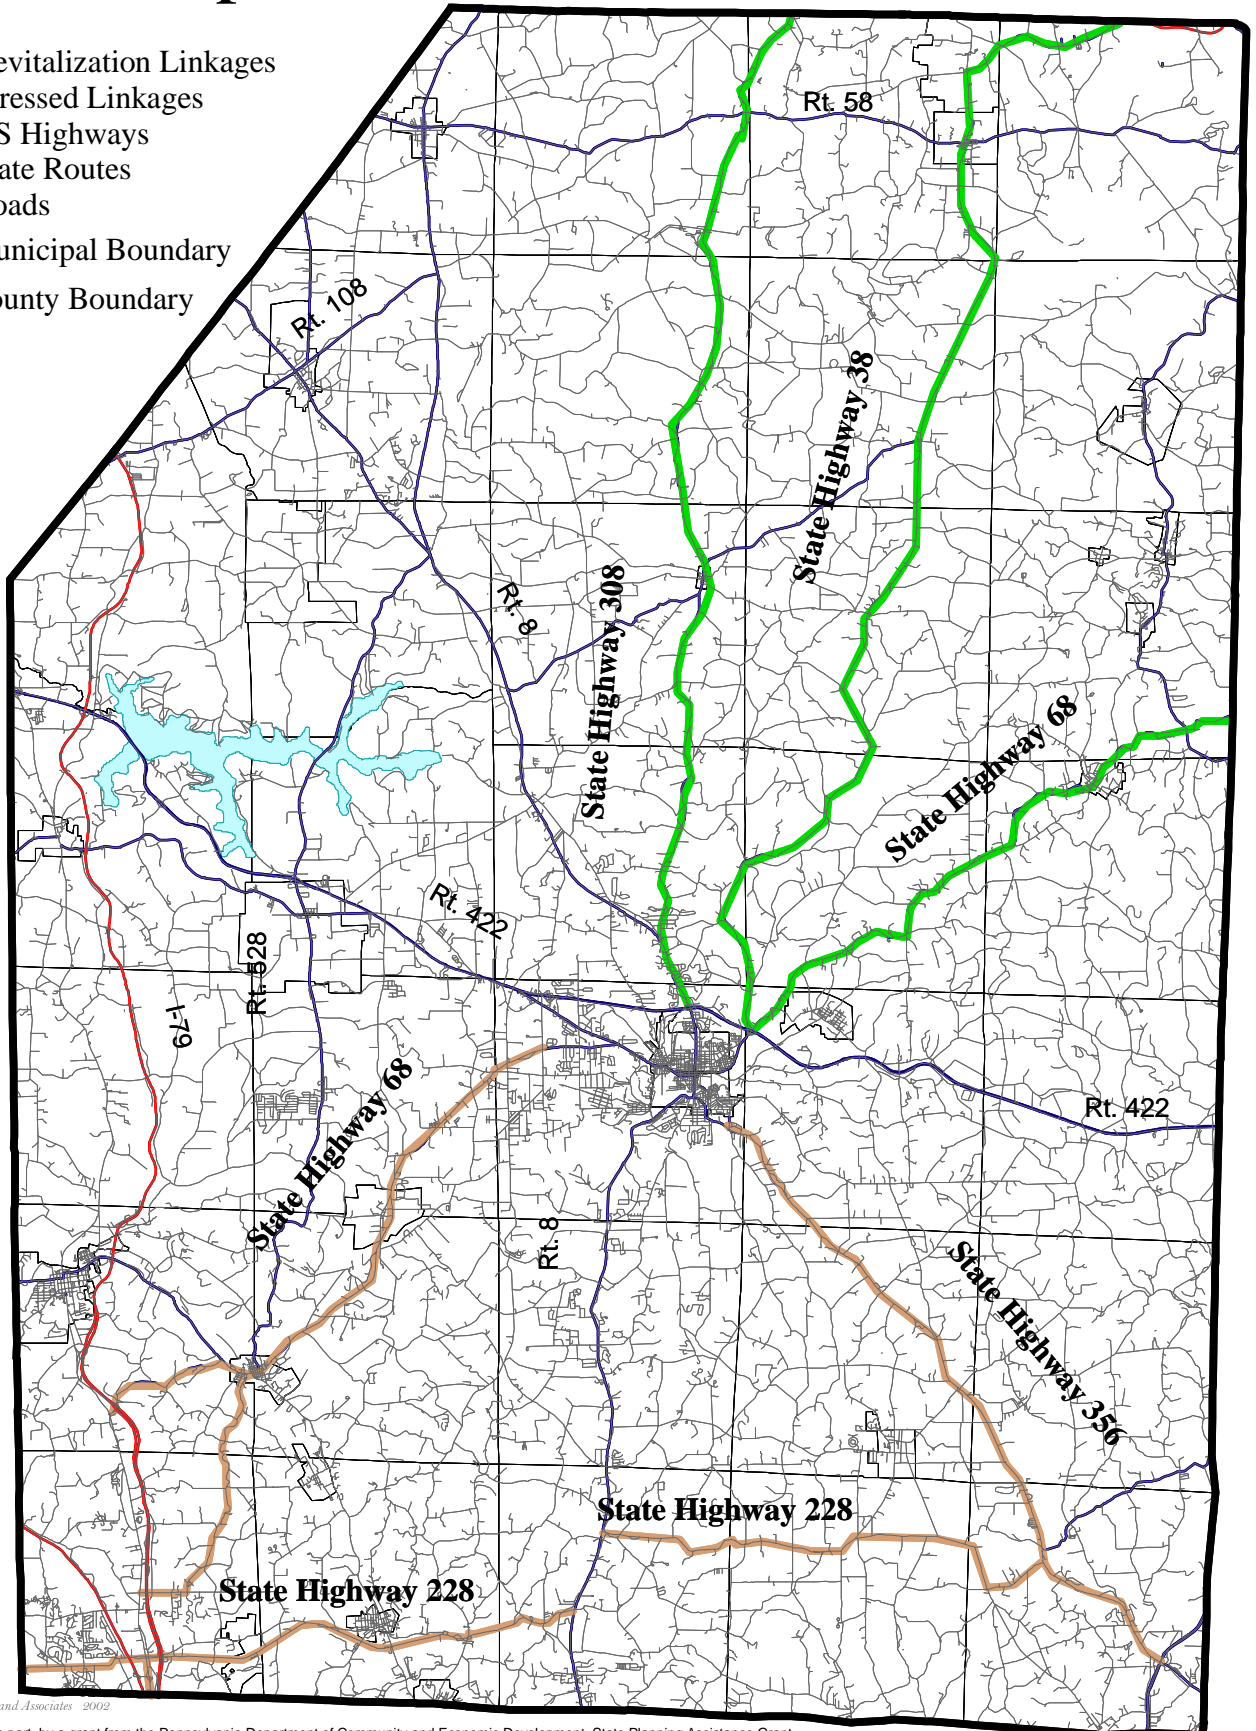 evitalization Linkages
ressed Linkages
S Highways
ate Routes
oads
unicipal Boundary
ounty Boundary
Rt. 58
Rt. 108
State Highway 38
Rt. 8
State Highway 308
State Highway 68
Rt. 422
Rt. 528
I-79
State Highway 68
Rt. 422
Rt. 8
State Highway 356
State Highway 228
State Highway 228
and Associates 2002